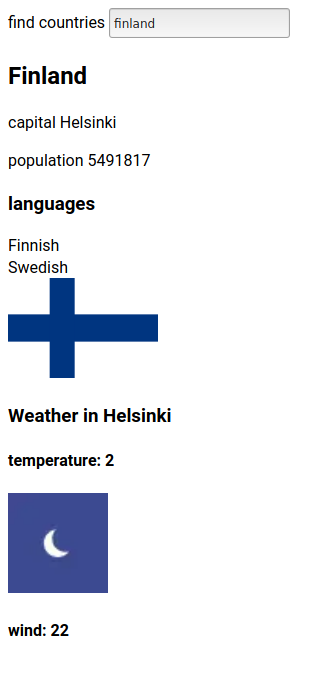 find countries finland
Finland
capital Helsinki
population 5491817
languages
Finnish
Swedish
Weather in Helsinki
temperature: 2
wind: 22